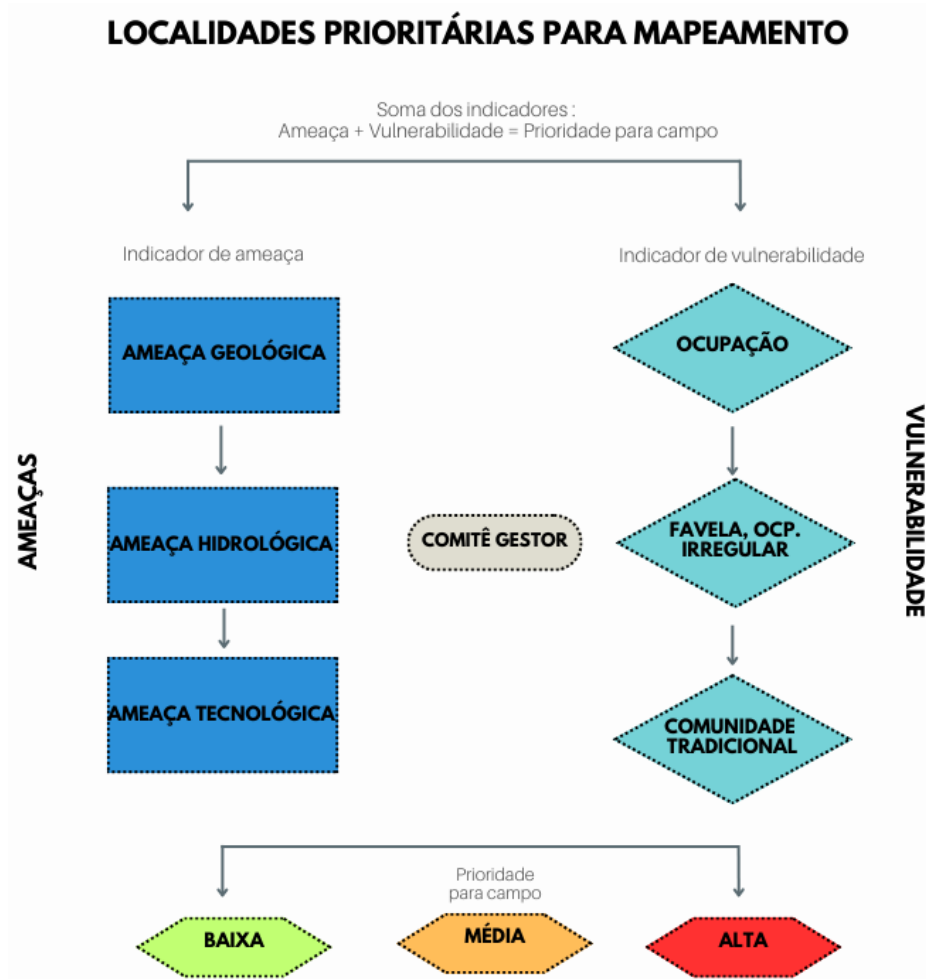 LOCALIDADES PRIORITÁRIAS PARA MAPEAMENTO
Soma dos indicadores :
Ameaça + Vulnerabilidade = Prioridade para campo
Indicador de ameaça
Indicador de vulnerabilidade
AMEAÇAS
AMEAÇA GEOLÓGICA
AMEAÇA HIDROLÓGICA
AMEAÇA TECNOLÓGICA
COMITÊ GESTOR
OCUPAÇÃO
FAVELA, OCP.
IRREGULAR
COMUNIDADE
TRADICIONAL
VULNERABILIDADE
Prioridade
para campo
BAIXA
MÉDIA
ALTA